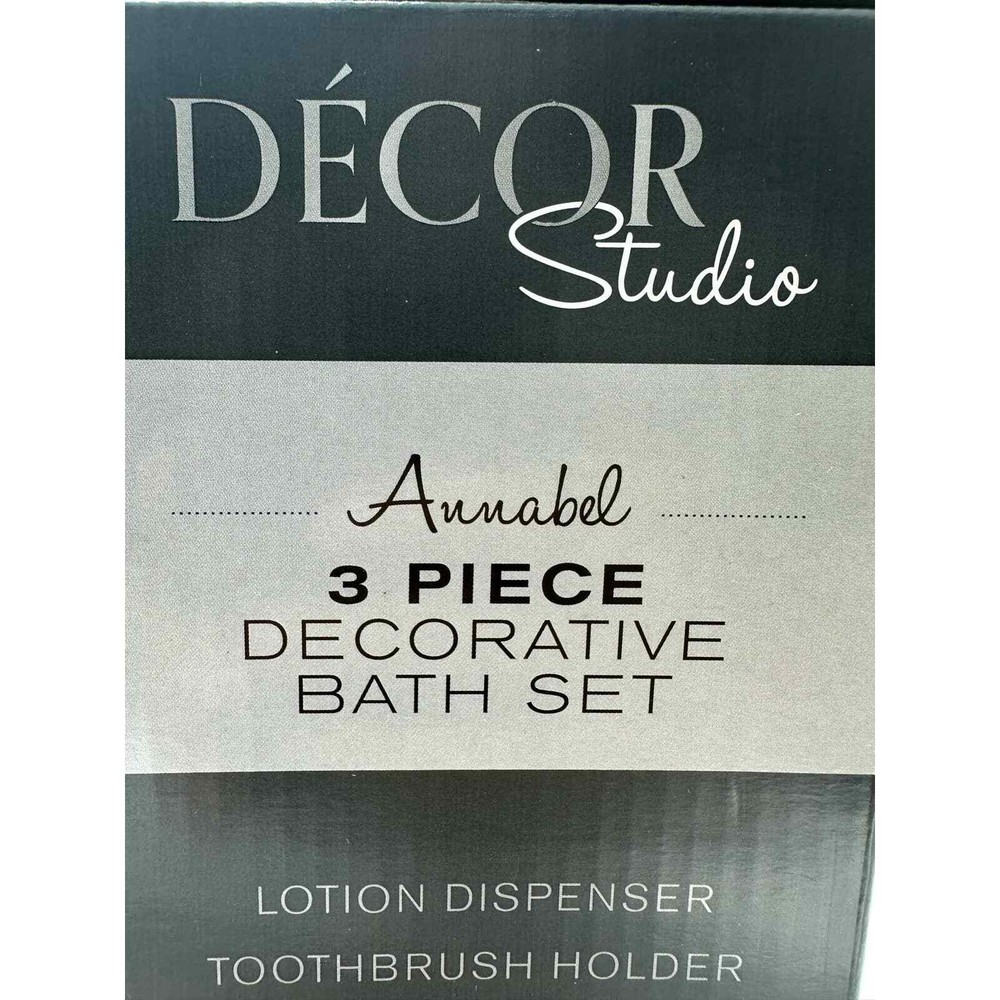 DÉCOR
Studio
Annabel
3 PIECE
DECORATIVE
BATH SET
LOTION DISPENSER
TOOTHBRUSH HOLDER